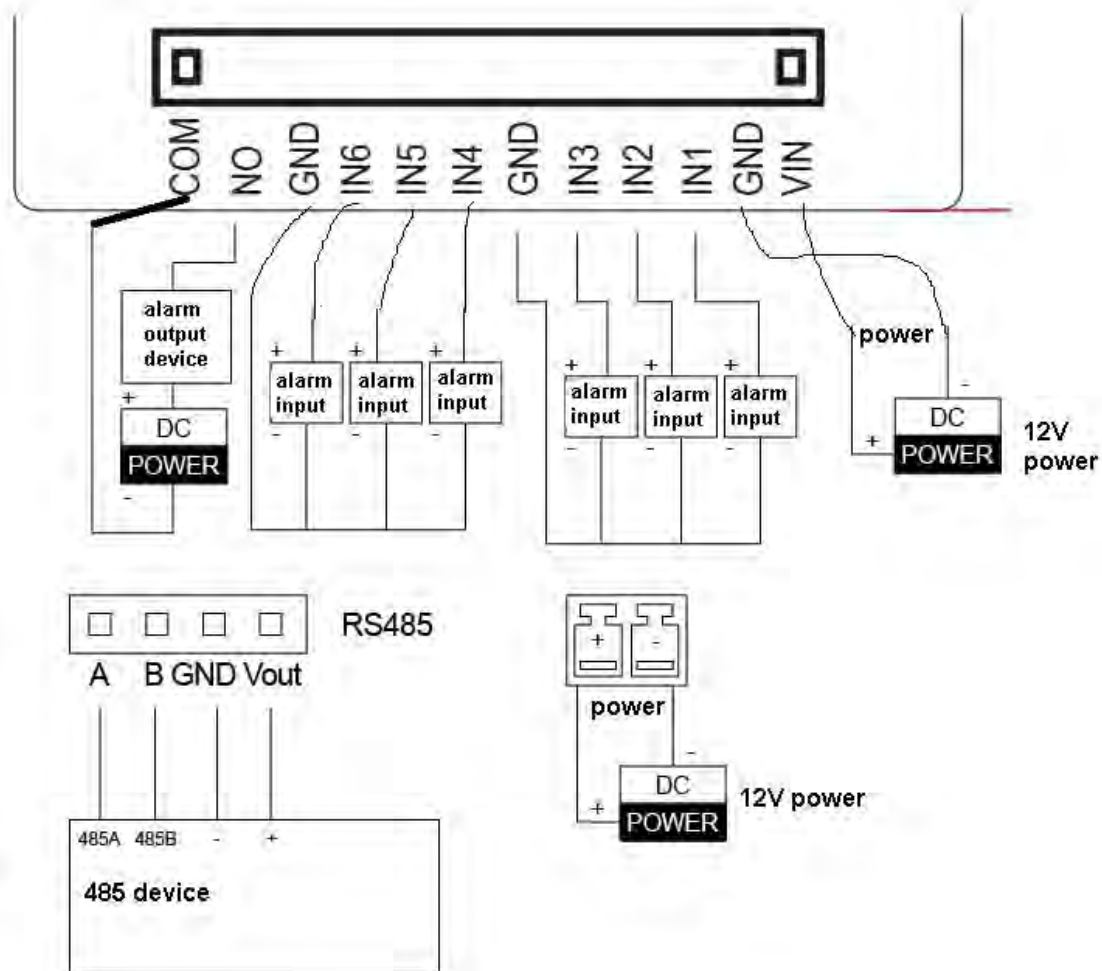 COM NO GND IN6 IN5 IN4 GND IN3 IN2 IN1 GND VIN
alarm
output
device
+
DC
POWER
-
+
alarm
input
-
+
alarm
input
-
+
alarm
input
-
+
alarm
input
-
+
alarm
input
-
+
alarm
input
-
power
-
+
DC
POWER
12V
power
RS485
A B GND Vout
485A 485B - +
485 device
+ -
power
-
+
DC
POWER
12V power